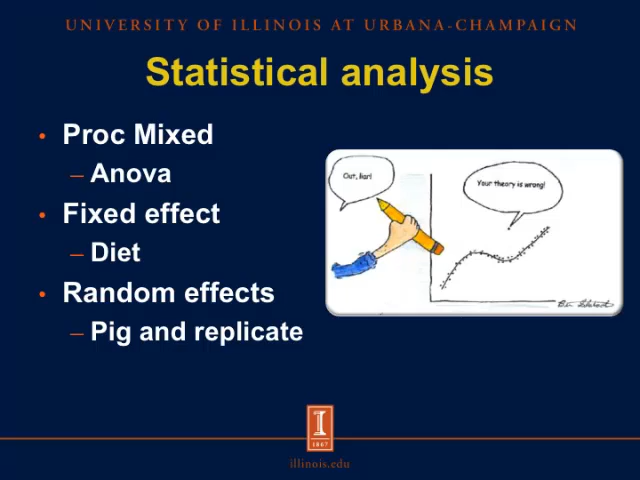 UNIVERSITY OF ILLINOIS AT URBANA-CHAMPAIGN
Statistical analysis
• Proc Mixed
– Anova
• Fixed effect
– Diet
• Random effects
– Pig and replicate
Out, liar!
Your theory is wrong!
I
1867
illinois.edu